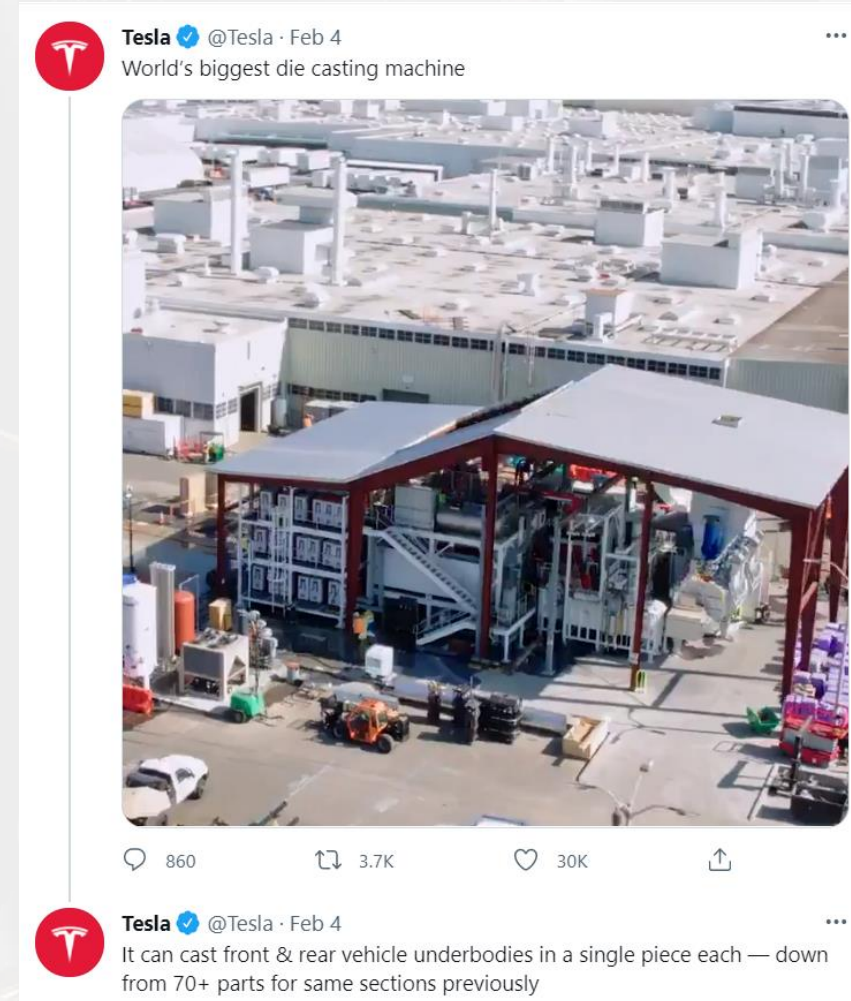 Tesla @Tesla · Feb 4
World's biggest die casting machine
860 3.7K 30K
Tesla @Tesla · Feb 4
It can cast front & rear vehicle underbodies in a single piece each — down
from 70+ parts for same sections previously